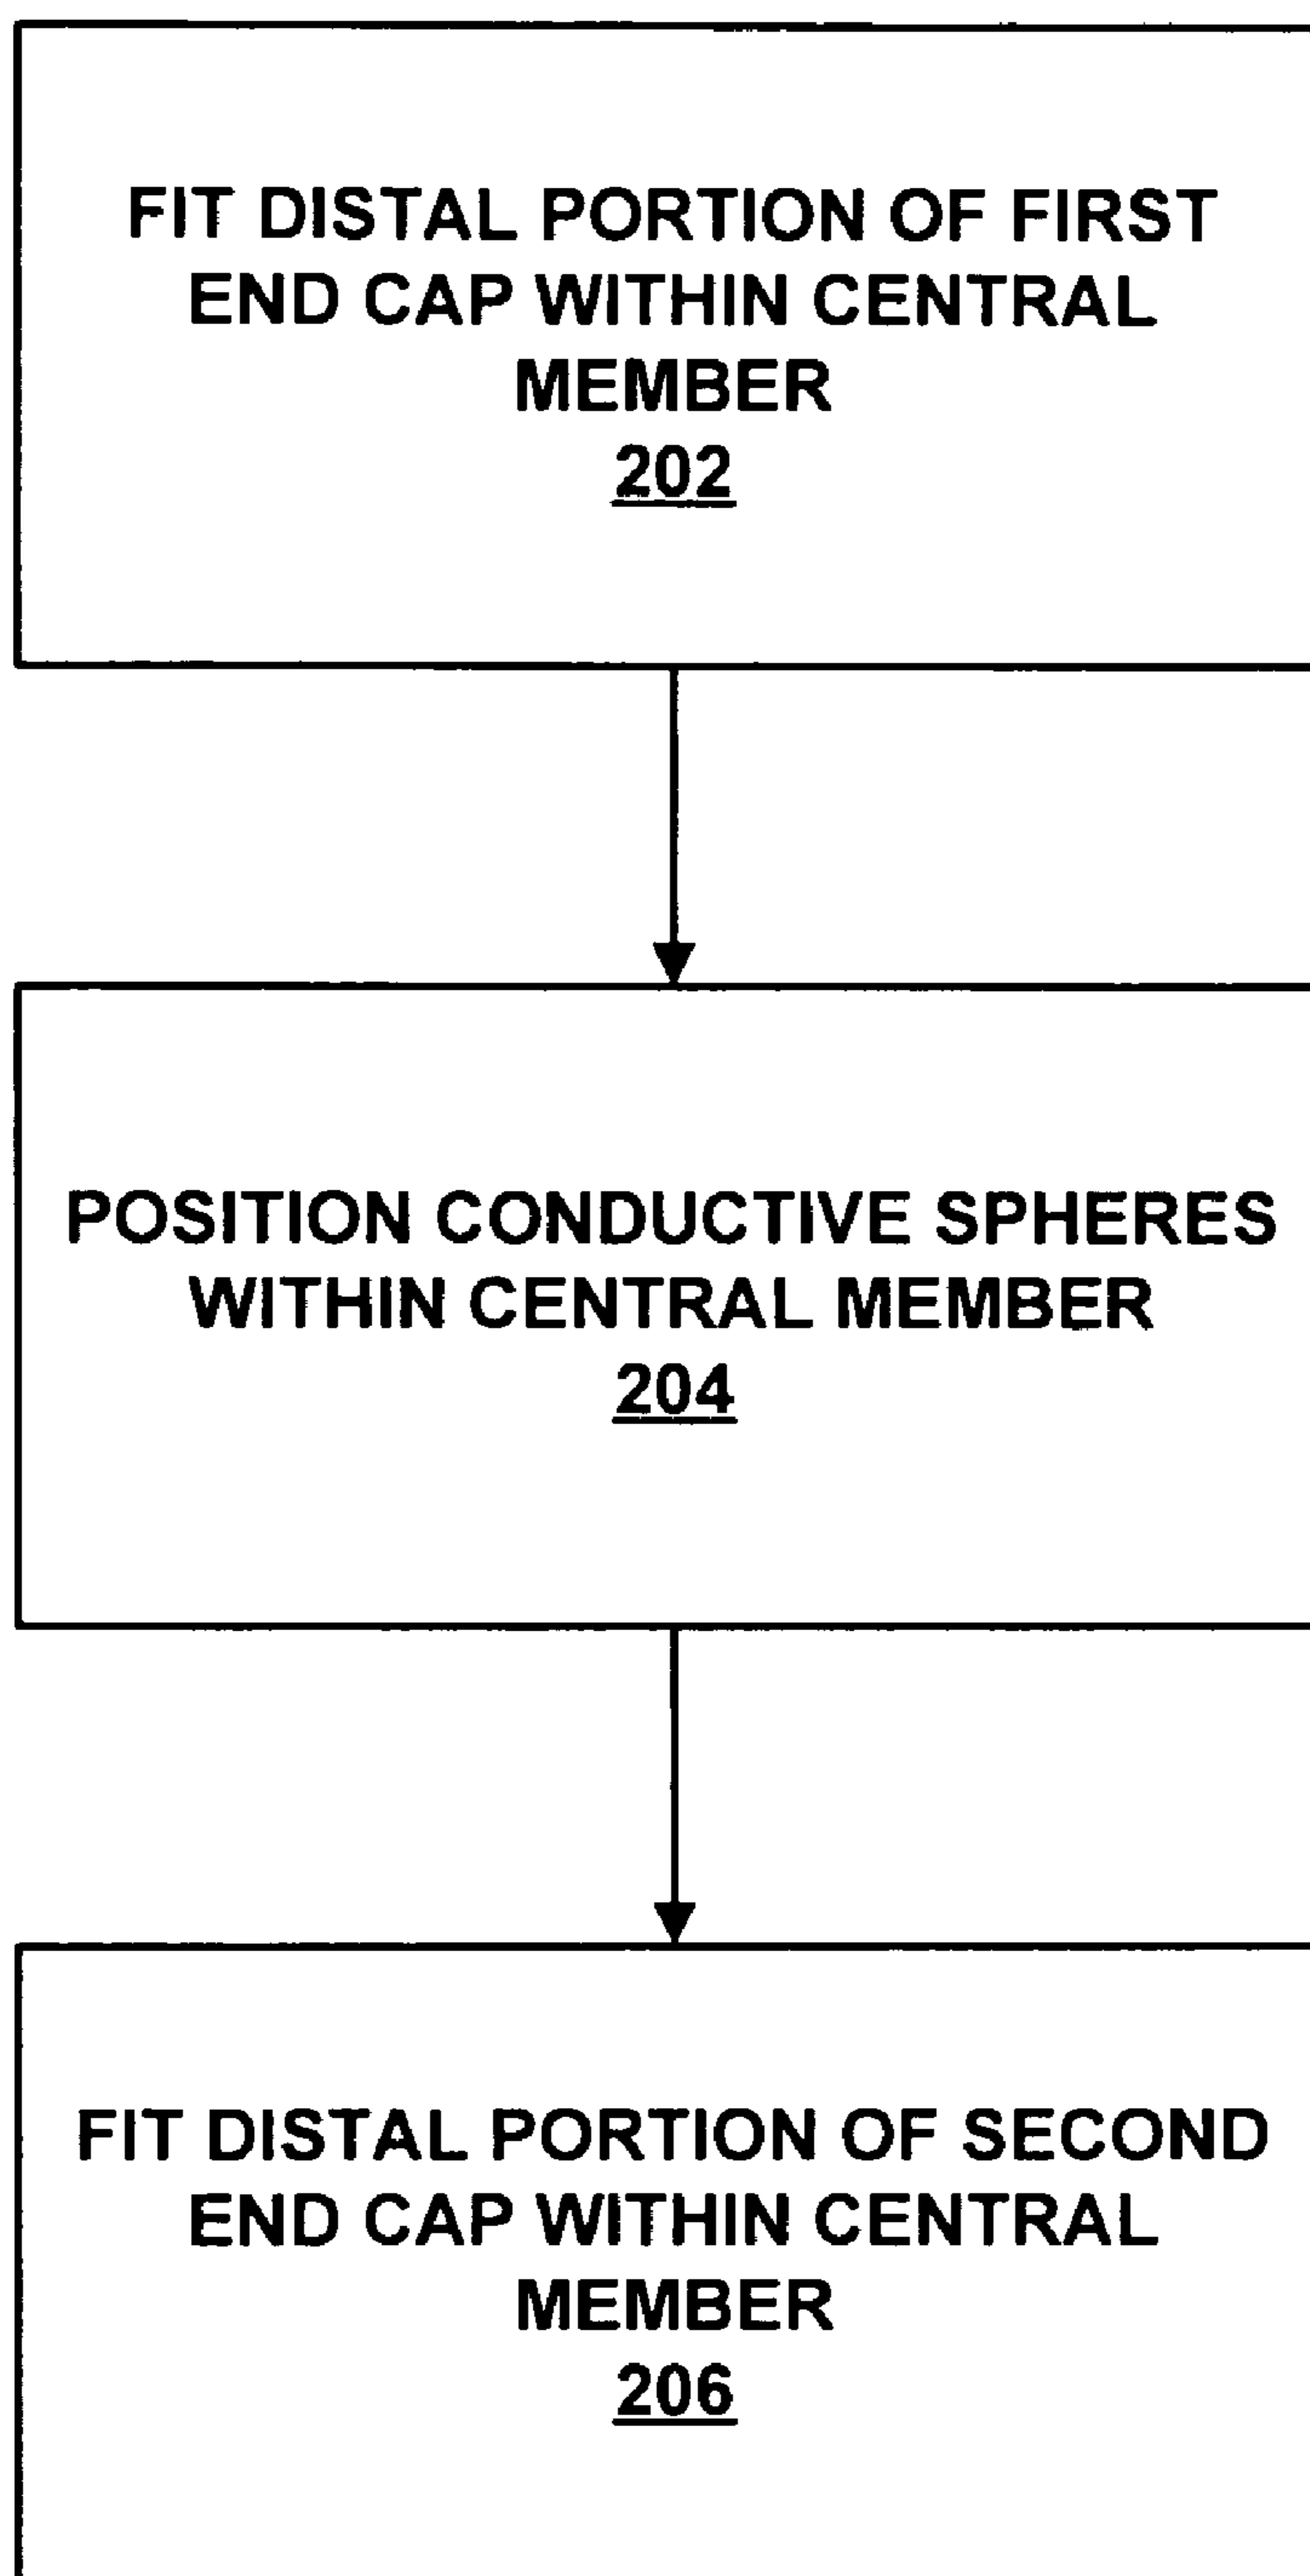 FIT DISTAL PORTION OF FIRST
END CAP WITHIN CENTRAL
MEMBER
202
POSITION CONDUCTIVE SPHERES
WITHIN CENTRAL MEMBER
204
FIT DISTAL PORTION OF SECOND
END CAP WITHIN CENTRAL
MEMBER
206